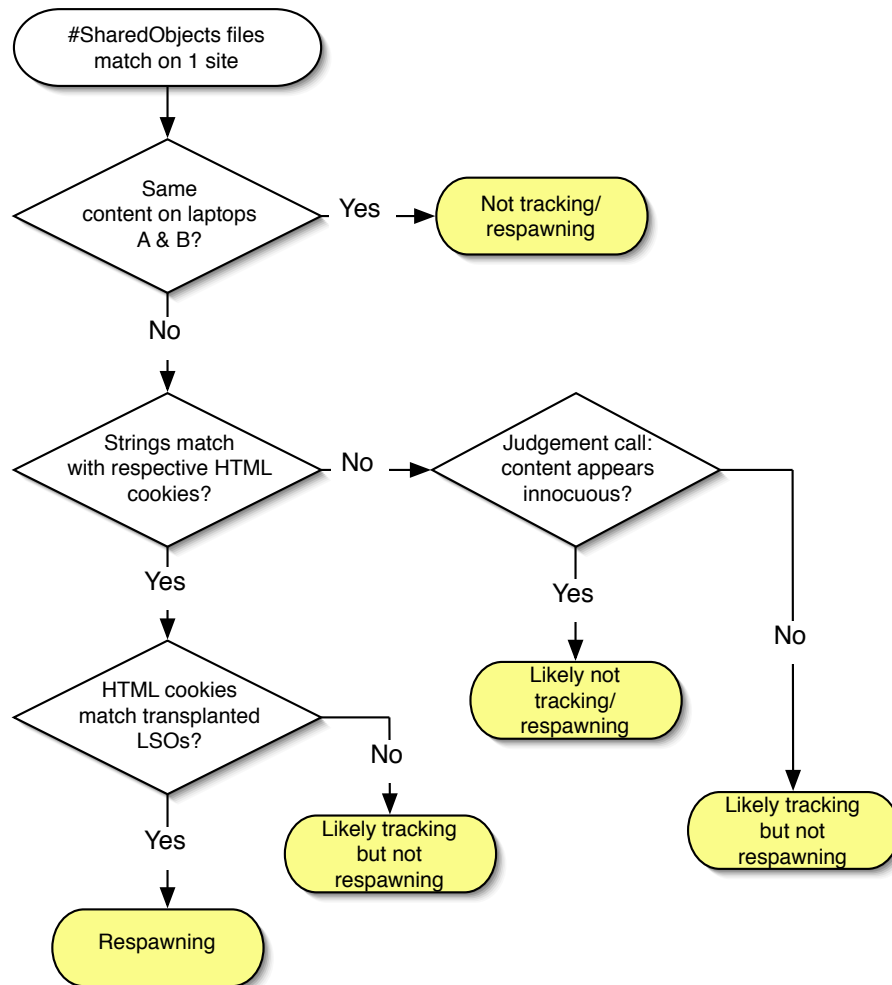 #SharedObjects files
match on 1 site
Same
content on laptops
A & B?
Yes
Not tracking/
respawning
No
Strings match
with respective HTML
cookies?
No
Judgement call:
content appears
innocuous?
Yes
Yes
No
HTML cookies
match transplanted
LSOs?
Likely not
tracking/
respawning
No
Yes
Likely tracking
but not
respawning
Likely tracking
but not
respawning
Respawning